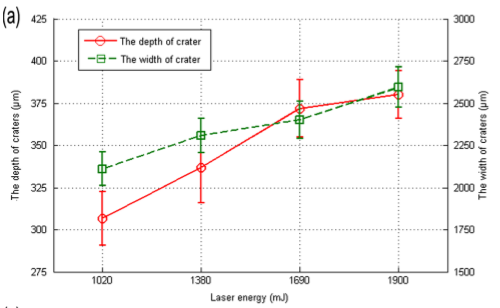 (a)
425
400
375
350
325
300
275
The depth of craters (μm)
The depth of crater
The width of crater
3000
2750
2500
2250
2000
1750
1500
The width of craters (μm)
1020 1380 1690 1900
Laser energy (mJ)